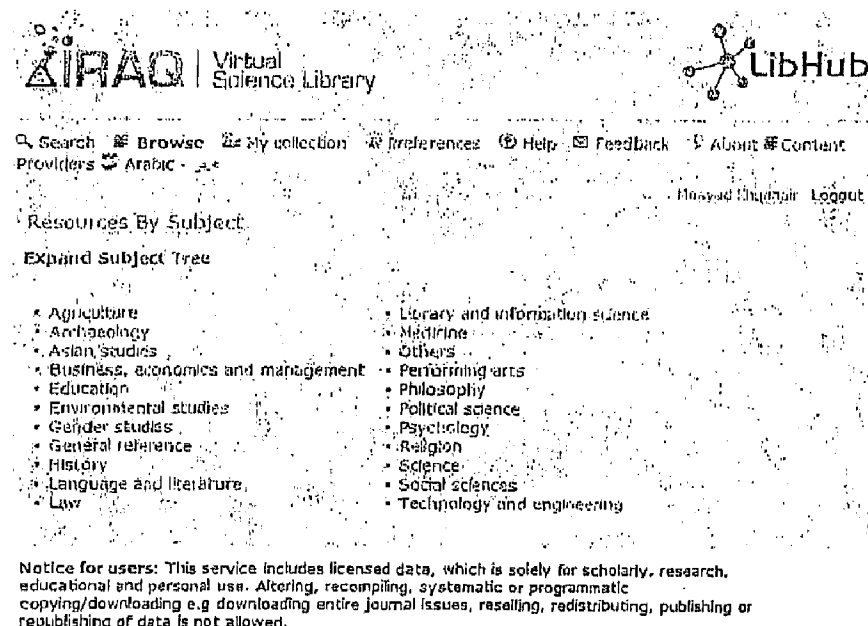 IRAQ | Virtual Science Library
LibHub
Search Browse My collection Preferences Help Feedback About Content
Providers Arabic -
Logout
Resources By Subject
Expand Subject Tree
Agriculture
Archaeology
Asian studies
Business, economics and management
Education
Environmental studies
Gender studies
General reference
History
Language and literature
Law
Library and information science
Medicine
Others
Performing arts
Philosophy
Political science
Psychology
Religion
Science
Social sciences
Technology and engineering
Notice for users: This service includes licensed data, which is solely for scholarly, research,
educational and personal use. Altering, recompiling, systematic or programmatic
copying/downloading e.g downloading entire journal issues, reselling, redistributing, publishing or
republishing of data is not allowed.